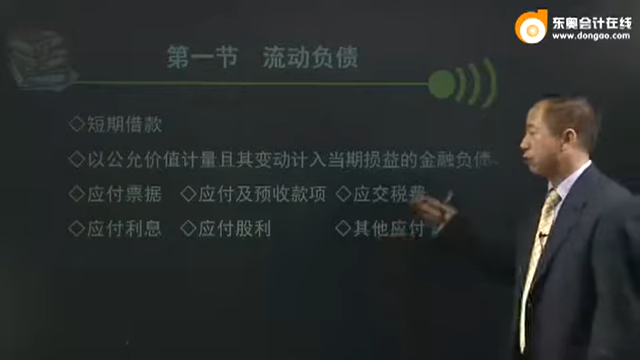 东奥会计在线
www.dongao.com
第一节 流动负债
◇短期借款
◇以公允价值计量且其变动计入当期损益的金融负债
◇应付票据 ◇应付及预收款项 ◇应交税费
◇应付利息 ◇应付股利 ◇其他应付